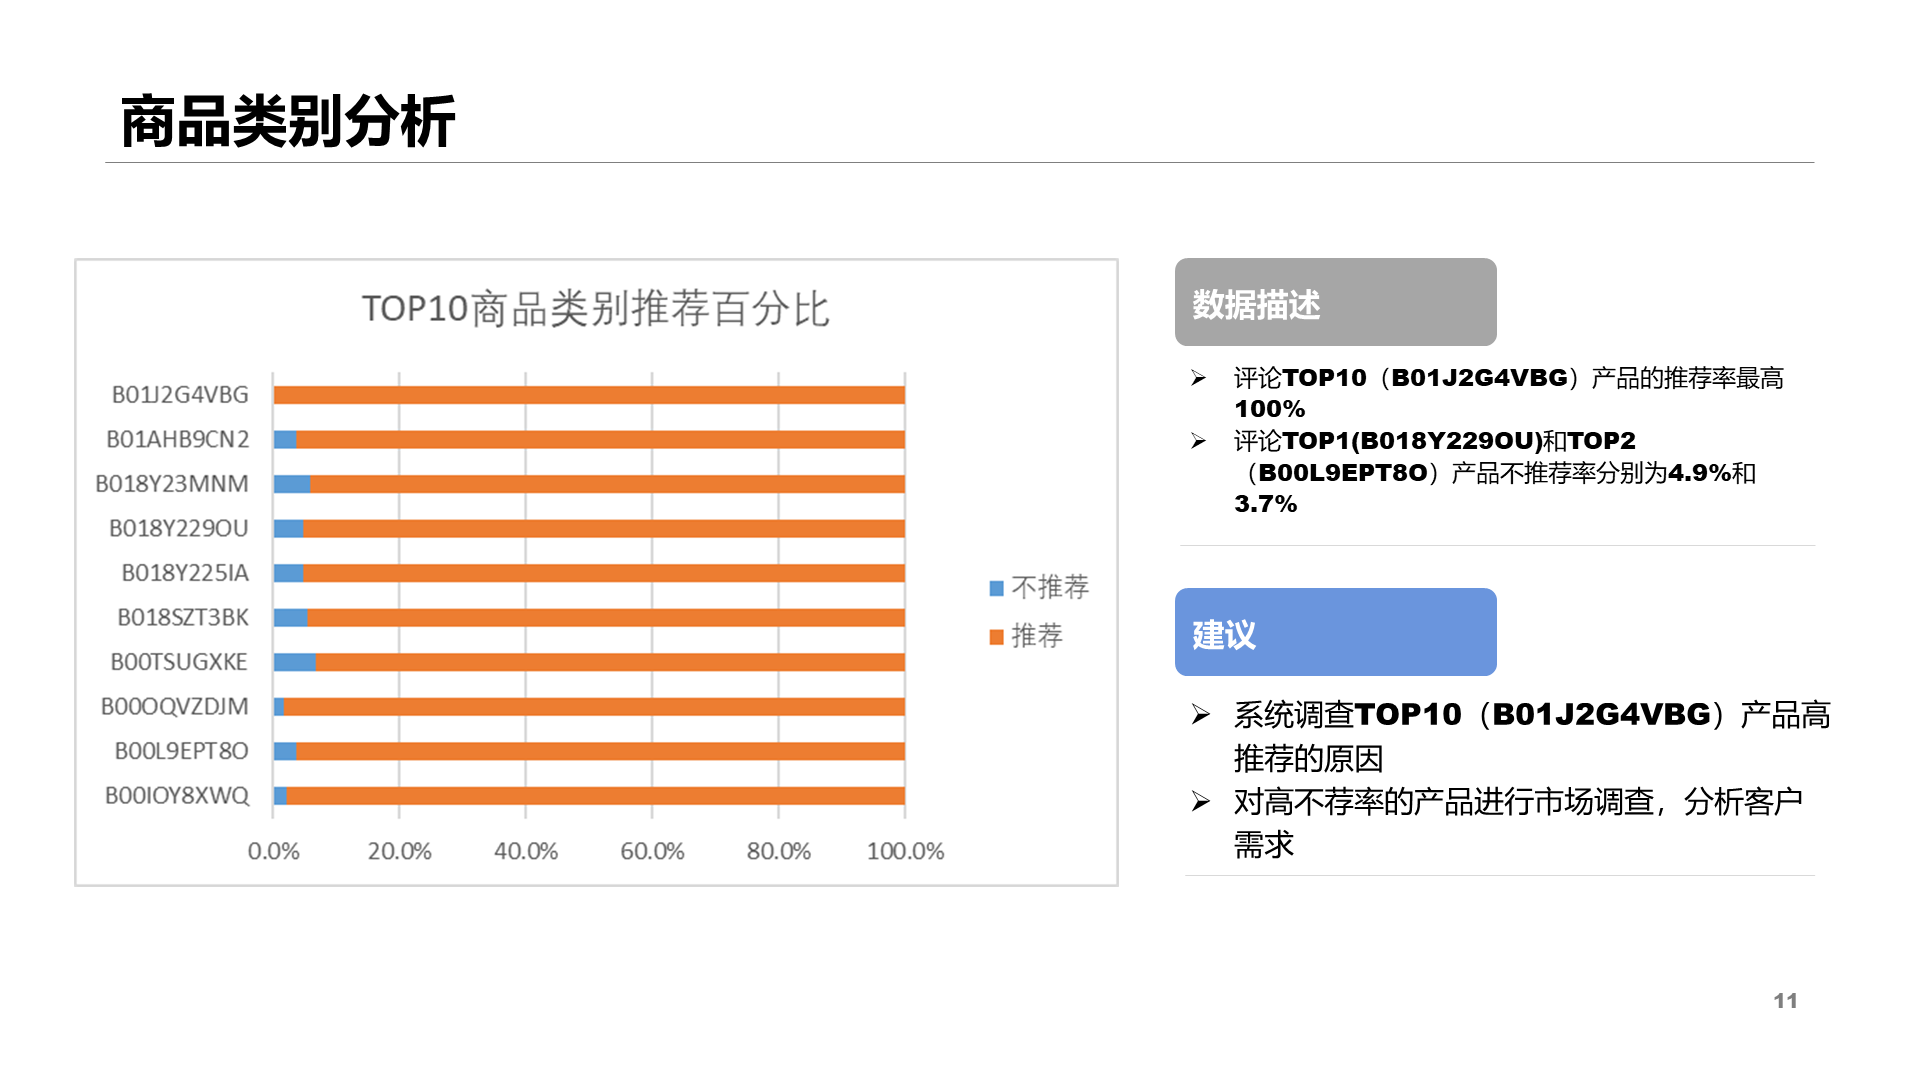 商品类别分析
TOP10商品类别推荐百分比
B01J2G4VBG
B01AHB9CN2
B018Y23MNM
B018Y229OU
B018Y225IA
B018SZT3BK
B00TSUGXKE
B00OQVZDJM
B00L9EPT8O
B00IOY8XWQ
0.0% 20.0% 40.0% 60.0% 80.0% 100.0%
不推荐
推荐
数据描述
➢ 评论TOP10（B01J2G4VBG）产品的推荐率最高
100%
➢ 评论TOP1(B018Y229OU)和TOP2
（B00L9EPT8O）产品不推荐率分别为4.9%和
3.7%
建议
➢ 系统调查TOP10（B01J2G4VBG）产品高
推荐的原因
➢ 对高不荐率的产品进行市场调查，分析客户
需求
11